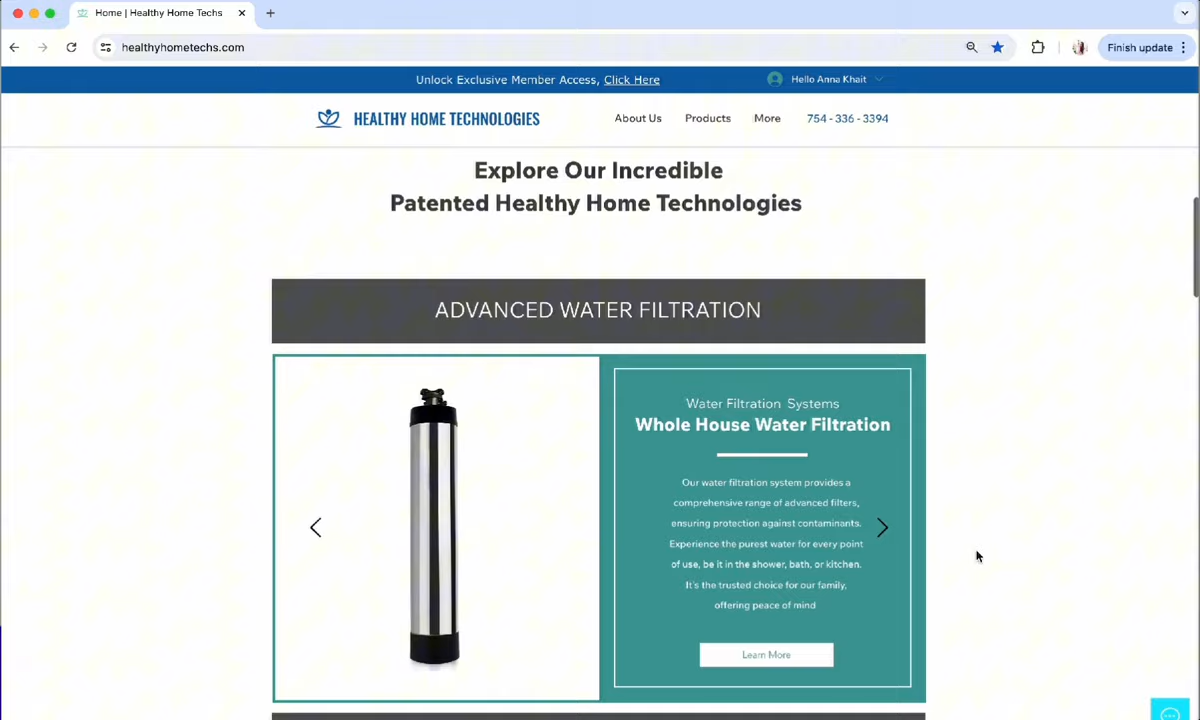 Home | Healthy Home Techs
healthyhometechs.com
Finish update
Unlock Exclusive Member Access, Click Here
Hello Anna Khait
HEALTHY HOME TECHNOLOGIES
About Us
Products
More
754 - 336 - 3394
Explore Our Incredible
Patented Healthy Home Technologies
ADVANCED WATER FILTRATION
Water Filtration Systems
Whole House Water Filtration
Our water filtration system provides a
comprehensive range of advanced filters,
ensuring protection against contaminants.
Experience the purest water for every point
of use, be it in the shower, bath, or kitchen.
It's the trusted choice for our family,
offering peace of mind
Learn More